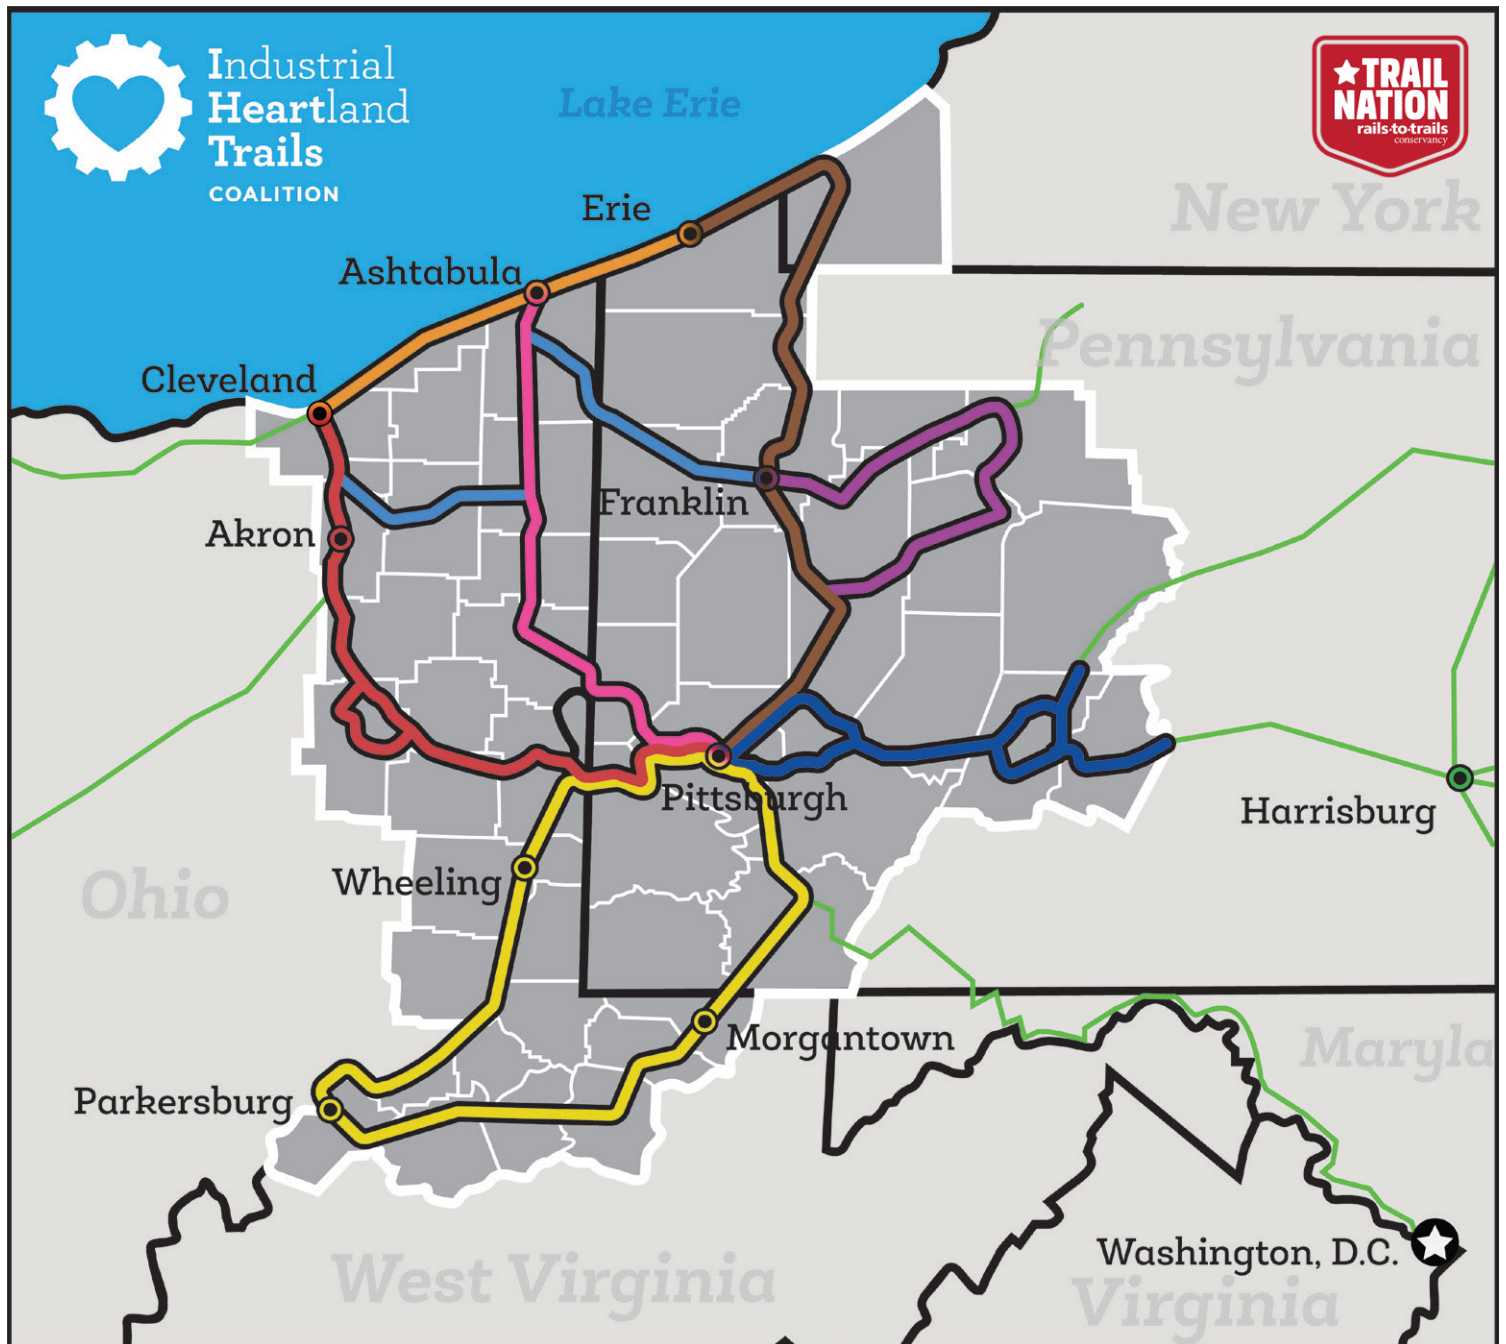 Industrial
Heartland
Trails
COALITION
TRAIL
NATION
rails-to-trails
conservancy
Lake Erie
New York
Erie
Ashtabula
Pennsylvania
Cleveland
Franklin
Akron
Pittsburgh
Harrisburg
Ohio
Wheeling
Morgantown
Maryla
Parkersburg
Washington, D.C.
West Virginia
Virginia